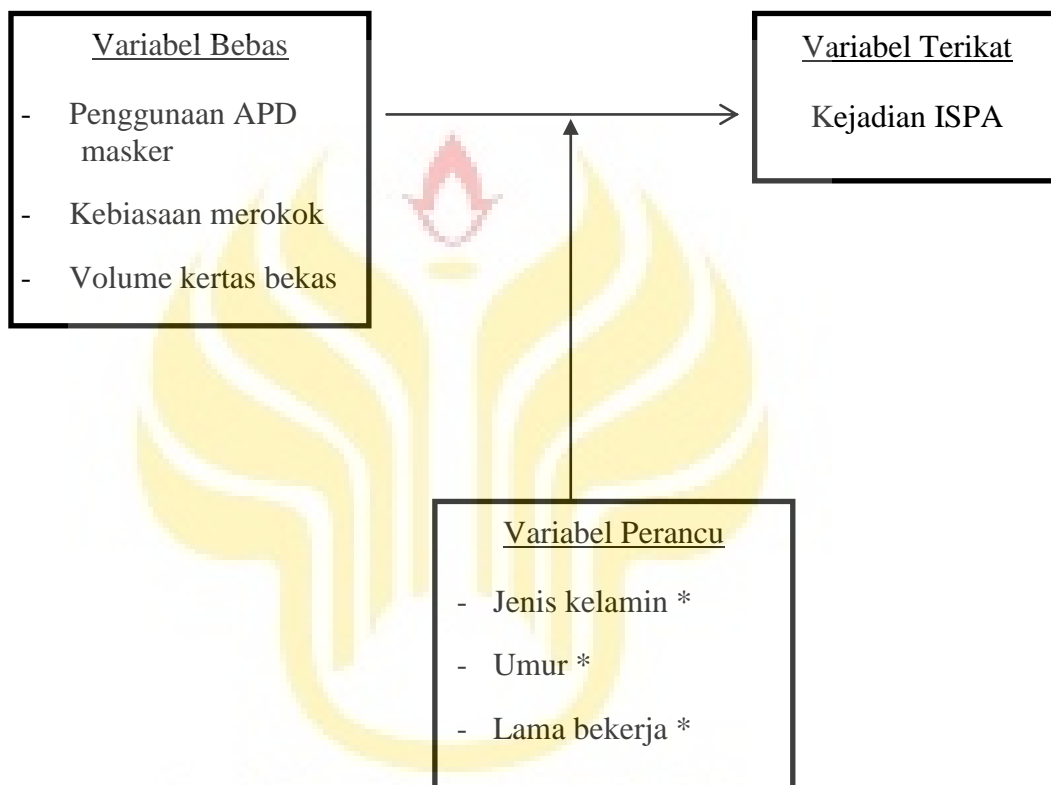 Variabel Bebas
- Penggunaan APD
masker
- Kebiasaan merokok
- Volume kertas bekas
Variabel Terikat
Kejadian ISPA
Variabel Perancu
- Jenis kelamin *
- Umur *
- Lama bekerja *